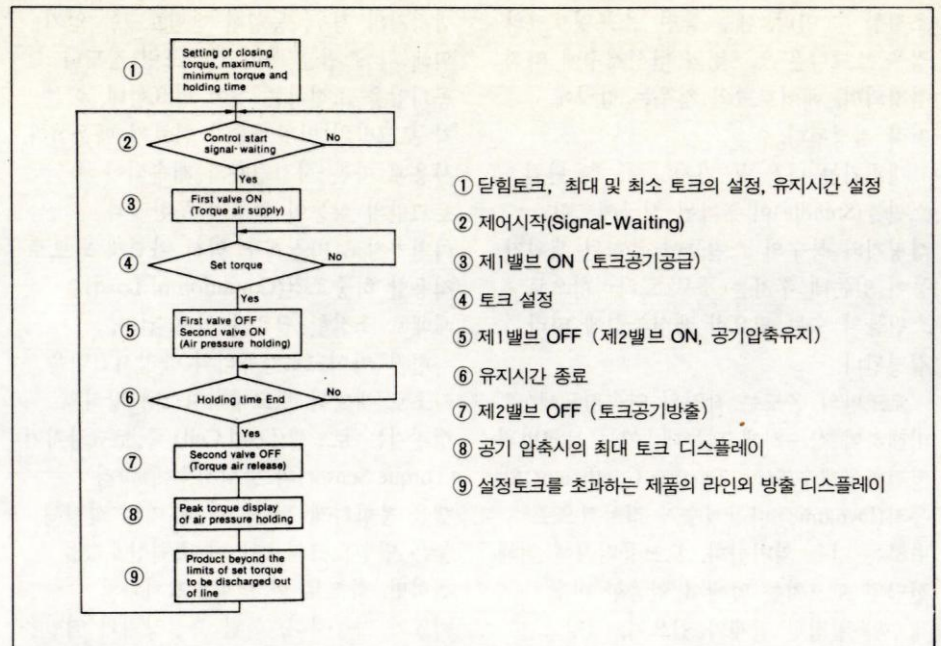 ① Setting of closing
torque, maximum,
minimum torque and
holding time
② Control start
signal-waiting
No
Yes
③ First valve ON
(Torque air supply)
④ Set torque
No
Yes
⑤ First valve OFF
Second valve ON
(Air pressure holding)
⑥ Holding time End
No
Yes
⑦ Second valve OFF
(Torque air release)
⑧ Peak torque display
of air pressure holding
⑨ Product beyond the
limits of set torque
to be discharged out
of line
① 닫힘토크, 최대 및 최소 토크의 설정, 유지시간 설정
② 제어시작(Signal-Waiting)
③ 제1밸브 ON (토크공기공급)
④ 토크 설정
⑤ 제1밸브 OFF (제2밸브 ON, 공기압축유지)
⑥ 유지시간 종료
⑦ 제2밸브 OFF (토크공기방출)
⑧ 공기 압축시의 최대 토크 디스플레이
⑨ 설정토크를 초과하는 제품의 라인외 방출 디스플레이